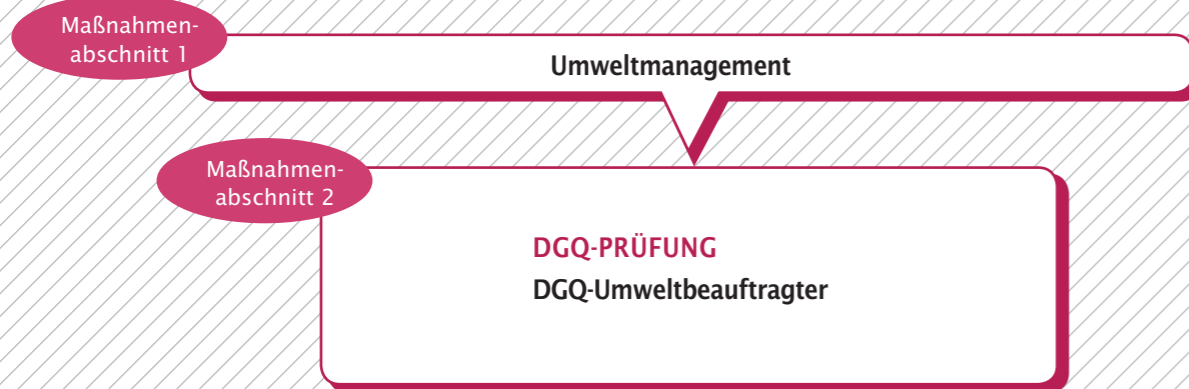 Maßnahmen-
abschnitt 1
Umweltmanagement
Maßnahmen-
abschnitt 2
DGQ-PRÜFUNG
DGQ-Umweltbeauftragter